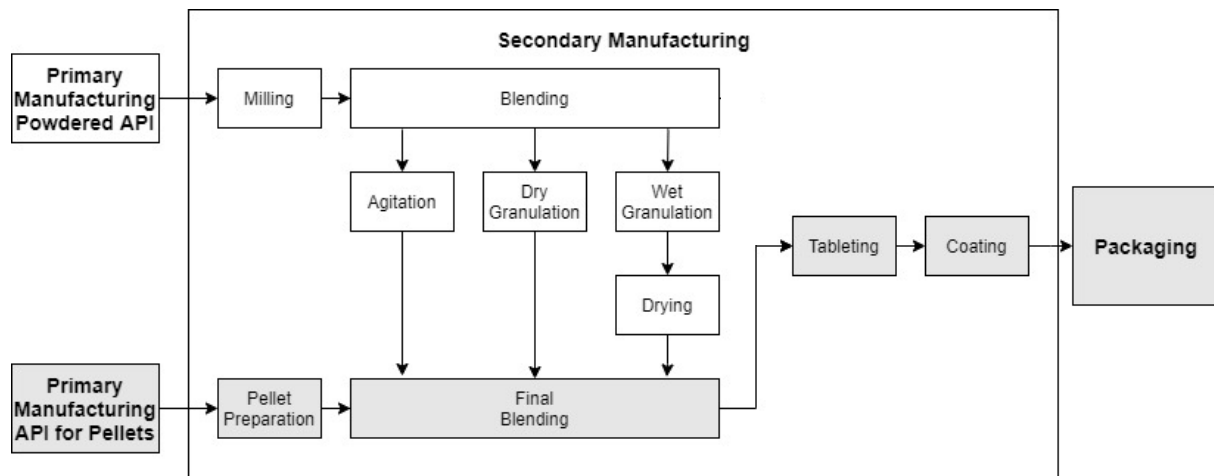 Secondary Manufacturing
Primary
Manufacturing
Powdered API
Milling
Blending
Agitation
Dry
Granulation
Wet
Granulation
Drying
Tableting
Coating
Packaging
Primary
Manufacturing
API for Pellets
Pellet
Preparation
Final
Blending